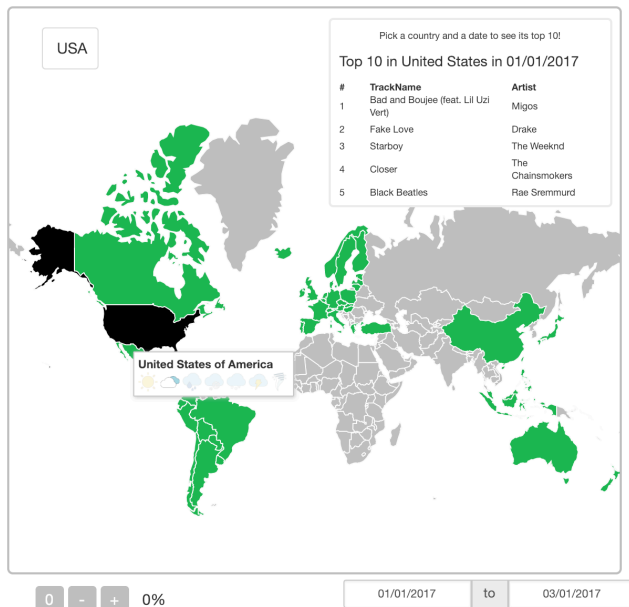 USA
Pick a country and a date to see its top 10!
Top 10 in United States in 01/01/2017
# TrackName Artist
1 Bad and Boujee (feat. Lil Uzi Vert) Migos
2 Fake Love Drake
3 Starboy The Weeknd
4 Closer The Chainsmokers
5 Black Beatles Rae Sremmurd
United States of America
0 - + 0%
01/01/2017 to 03/01/2017